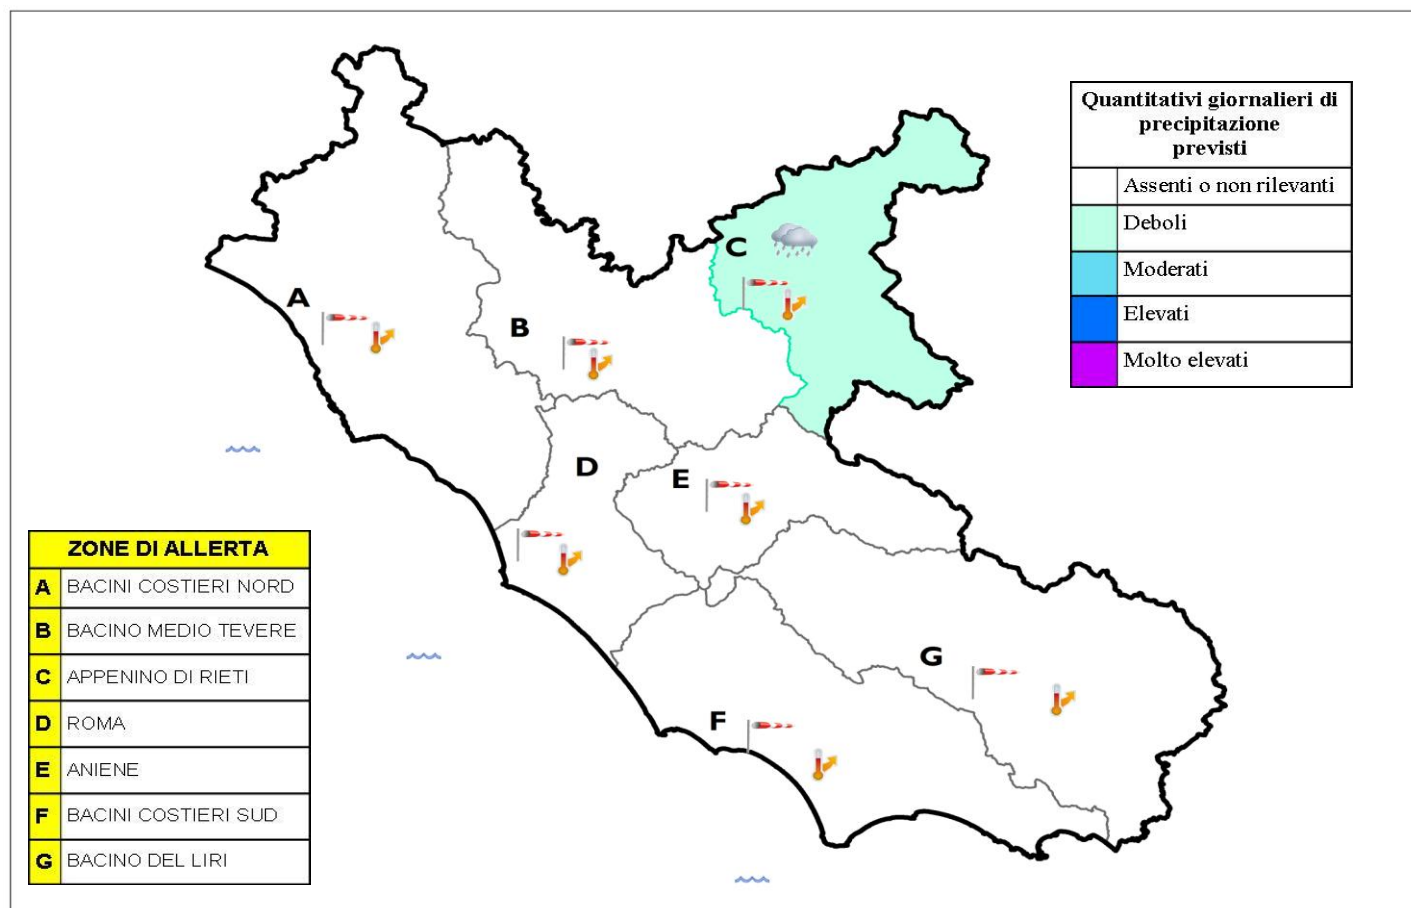 Quantitativi giornalieri di
precipitazione
previsti
Assenti o non rilevanti
Deboli
Moderati
Elevati
Molto elevati
C
A
B
D
E
G
F
ZONE DI ALLERTA
A BACINI COSTIERI NORD
B BACINO MEDIO TEVERE
C APPENINO DI RIETI
D ROMA
E ANIENE
F BACINI COSTIERI SUD
G BACINO DEL LIRI